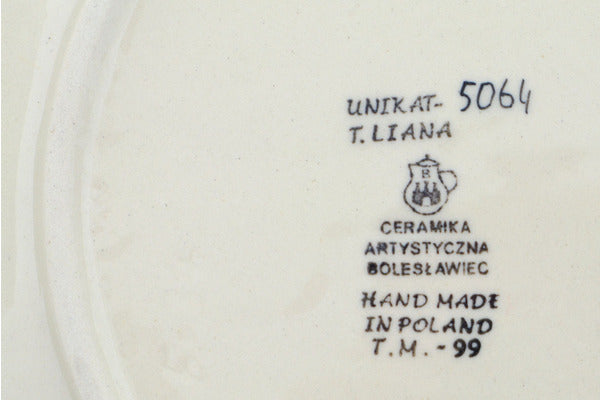 UNIKAT- 5064
T. LIANA
B
CERAMIKA
ARTYSTYCZNA
BOLESŁAWIEC
HAND MADE
IN POLAND
T.M. - 99